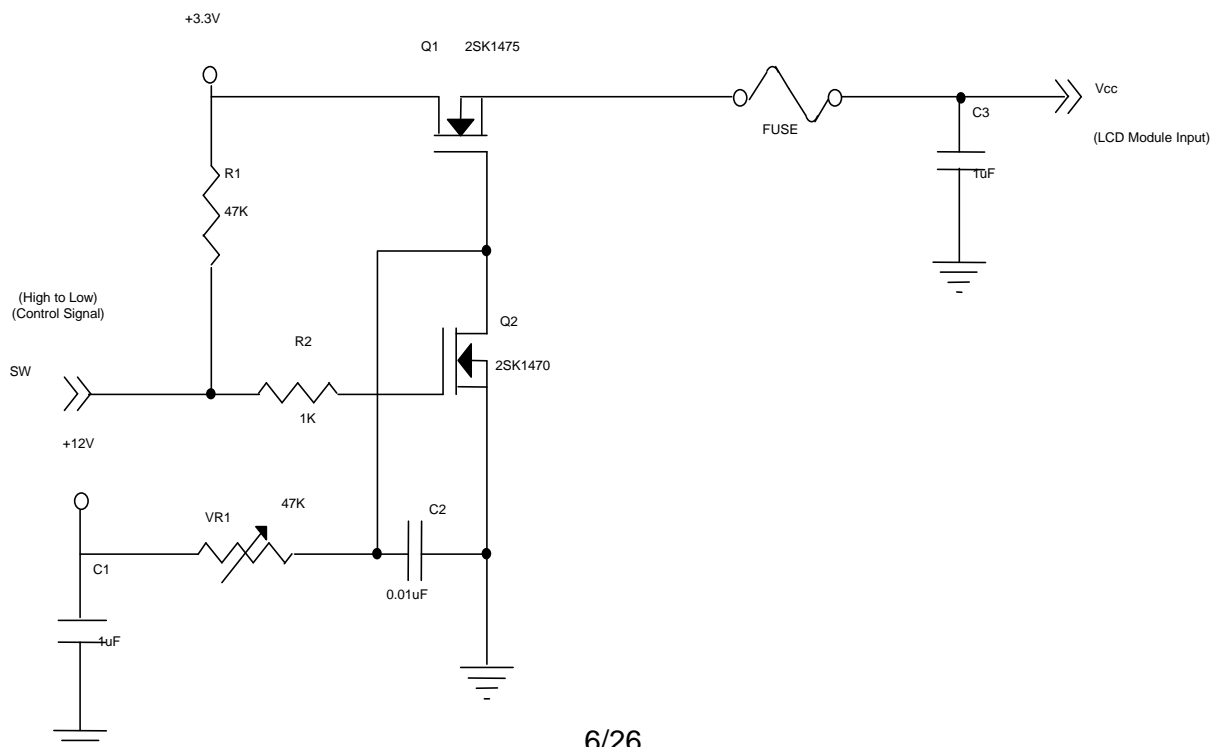 +3.3V
Q1 2SK1475
Vcc
C3
FUSE
(LCD Module Input)
R1
1uF
47K
(High to Low)
(Control Signal)
Q2
R2
2SK1470
SW
1K
+12V
47K
C2
VR1
C1
0.01uF
1uF
6/26